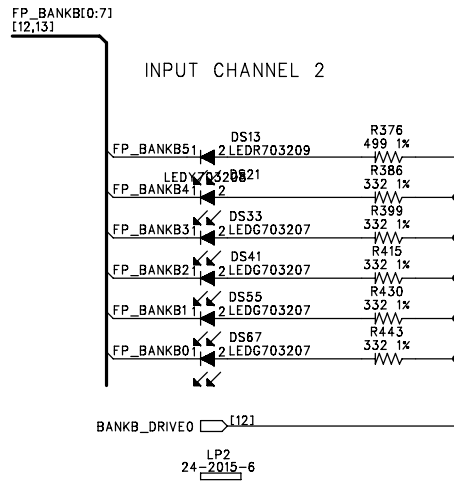 FP_BANKB[0:7]
[12,13]
INPUT CHANNEL 2
FP_BANKB5 1 2 DS13 LEDR703209 R376 499 1%
FP_BANKB4 1 2 DS21 LEDY703208 R386 332 1%
FP_BANKB3 1 2 DS33 LEDG703207 R399 332 1%
FP_BANKB2 1 2 DS41 LEDG703207 R415 332 1%
FP_BANKB1 1 2 DS55 LEDG703207 R430 332 1%
FP_BANKB0 1 2 DS67 LEDG703207 R443 332 1%
BANKB_DRIVE0 [12]
LP2
24-2015-6